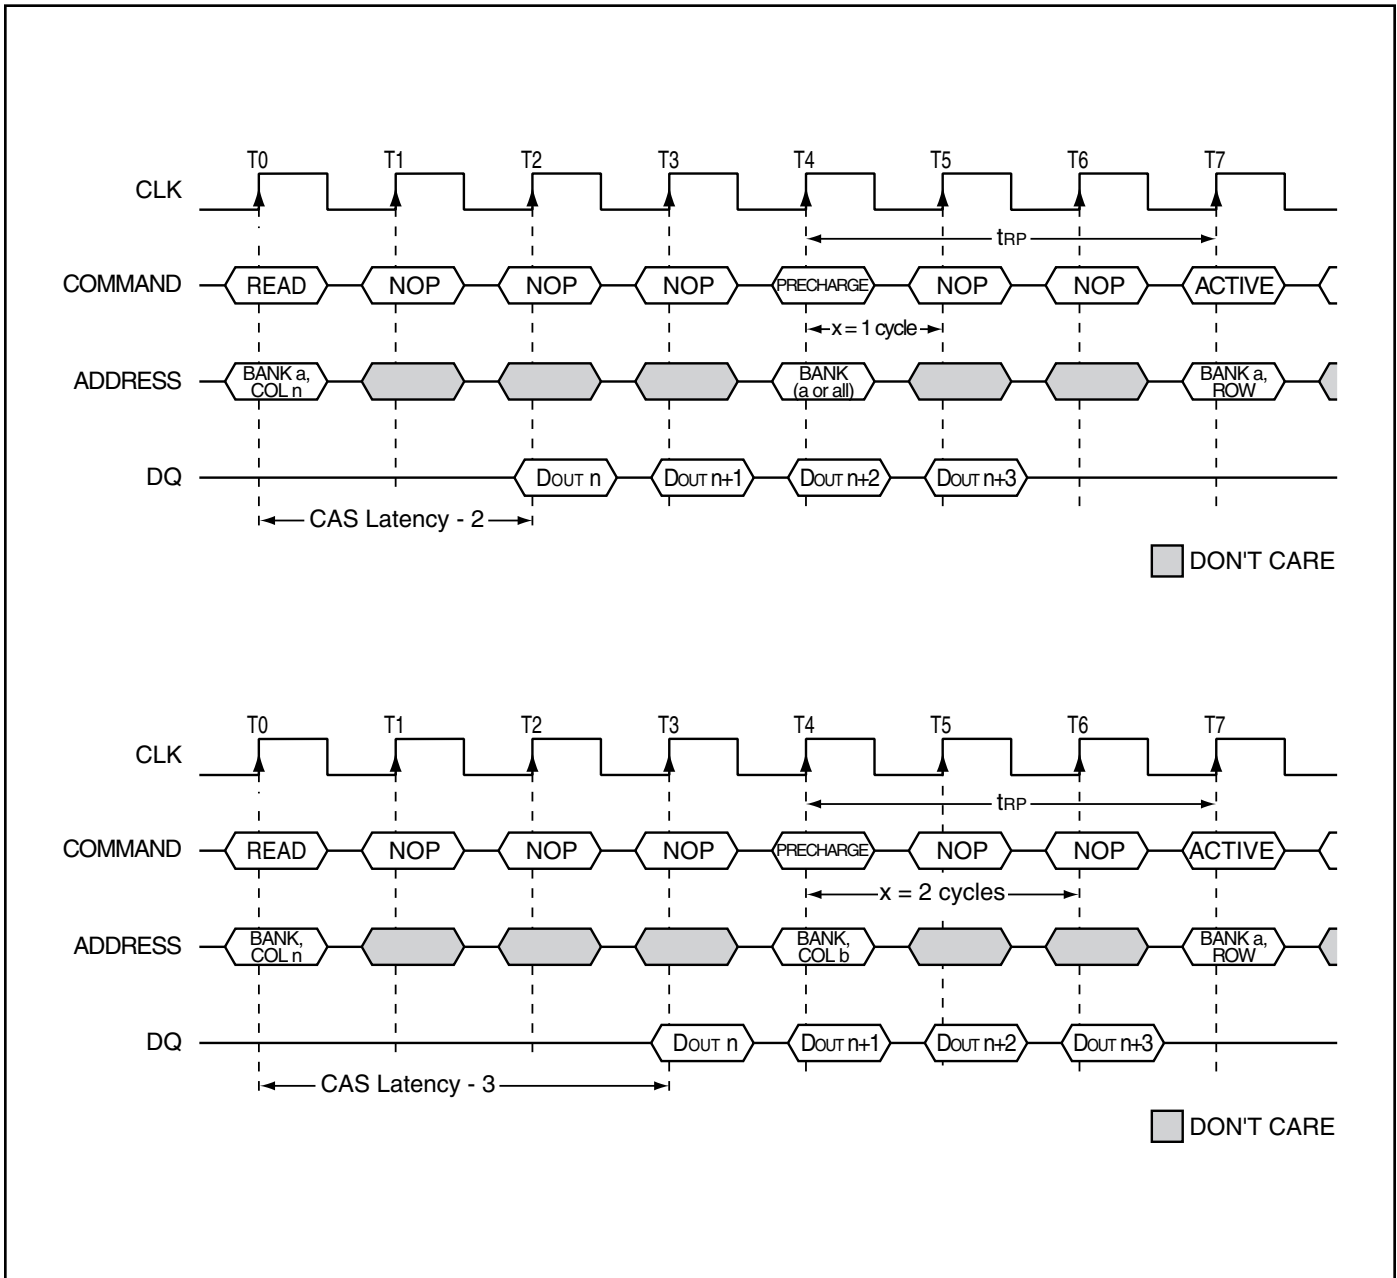 T0 T1 T2 T3 T4 T5 T6 T7
CLK
tRP
COMMAND READ NOP NOP NOP PRECHARGE NOP NOP ACTIVE
x = 1 cycle
ADDRESS BANK a, COL n BANK (a or all) BANK a, ROW
DQ DOUT n DOUT n+1 DOUT n+2 DOUT n+3
CAS Latency - 2
DON'T CARE
T0 T1 T2 T3 T4 T5 T6 T7
CLK
tRP
COMMAND READ NOP NOP NOP PRECHARGE NOP NOP ACTIVE
x = 2 cycles
ADDRESS BANK, COL n BANK, COL b BANK a, ROW
DQ DOUT n DOUT n+1 DOUT n+2 DOUT n+3
CAS Latency - 3
DON'T CARE